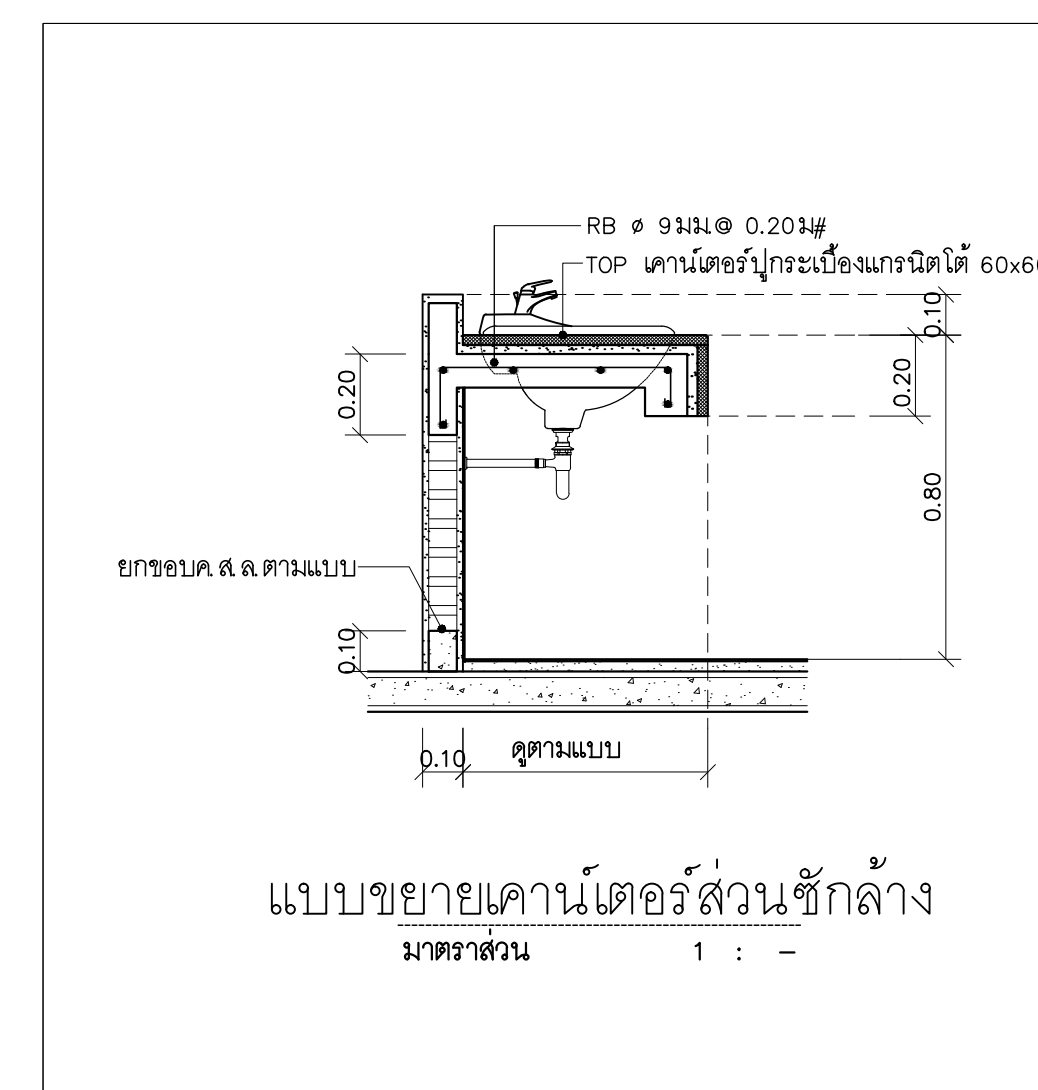 RB ø 9มม.@ 0.20ม#
TOP เคาน์เตอร์ปูกระเบื้องแกรนิตโต้ 60x60
0.10
0.20
0.20
0.80
ยกขอบค.ส.ล.ตามแบบ
0.10
0.10
ดูตามแบบ
แบบขยายเคาน์เตอร์ส่วนซักล้าง
มาตราส่วน 1 : -